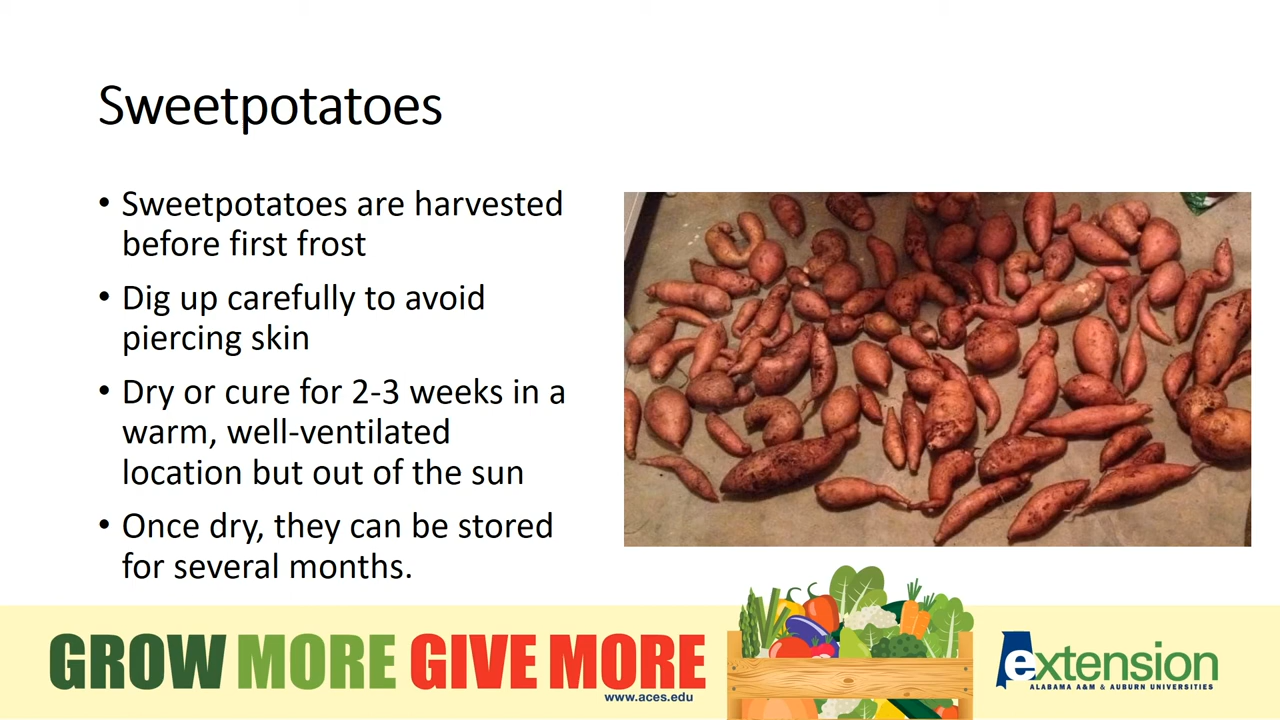 Sweetpotatoes
• Sweetpotatoes are harvested
before first frost
• Dig up carefully to avoid
piercing skin
• Dry or cure for 2-3 weeks in a
warm, well-ventilated
location but out of the sun
• Once dry, they can be stored
for several months.
GROW MORE GIVE MORE
www.aces.edu
extension
ALABAMA A&M & AUBURN UNIVERSITIES